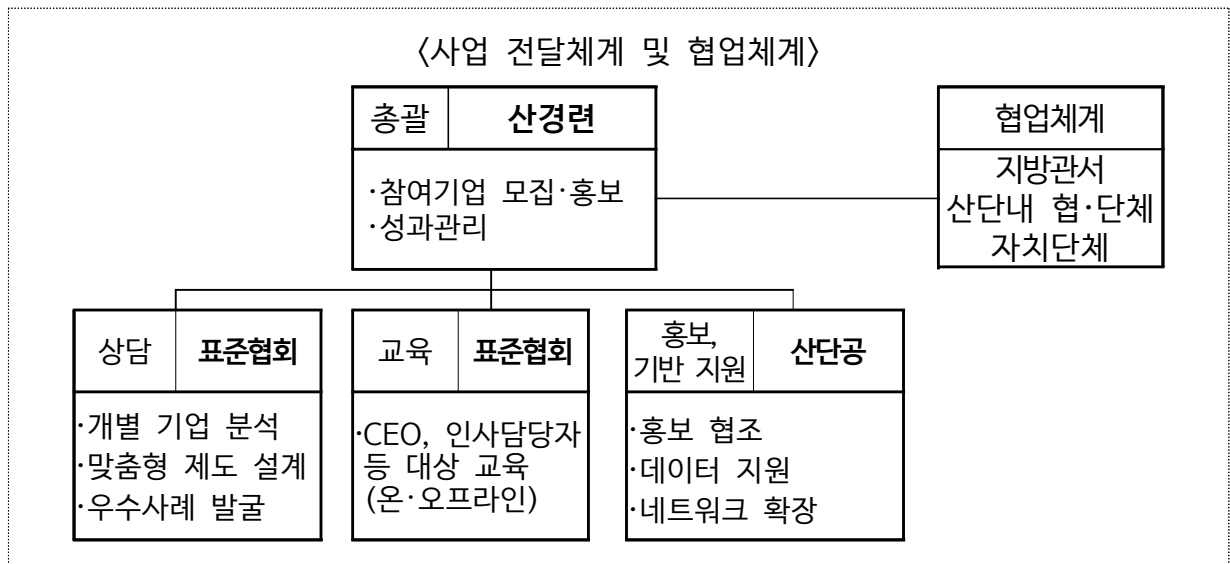 〈사업 전달체계 및 협업체계〉
총괄 산경련
·참여기업 모집·홍보
·성과관리
협업체계
지방관서
산단내 협·단체
자치단체
상담 표준협회
·개별 기업 분석
·맞춤형 제도 설계
·우수사례 발굴
교육 표준협회
·CEO, 인사담당자
등 대상 교육
(온·오프라인)
홍보,
기반 지원 산단공
·홍보 협조
·데이터 지원
·네트워크 확장